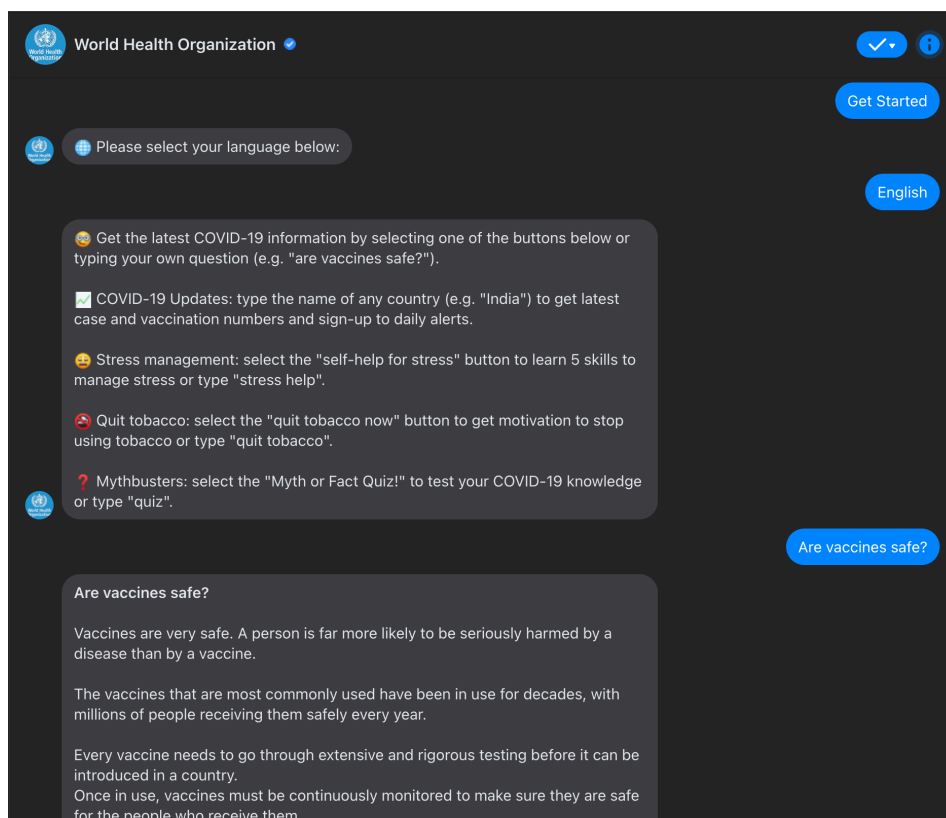 World Health Organization
Get Started
Please select your language below:
English
Get the latest COVID-19 information by selecting one of the buttons below or
typing your own question (e.g. "are vaccines safe?").
COVID-19 Updates: type the name of any country (e.g. "India") to get latest
case and vaccination numbers and sign-up to daily alerts.
Stress management: select the "self-help for stress" button to learn 5 skills to
manage stress or type "stress help".
Quit tobacco: select the "quit tobacco now" button to get motivation to stop
using tobacco or type "quit tobacco".
Mythbusters: select the "Myth or Fact Quiz!" to test your COVID-19 knowledge
or type "quiz".
Are vaccines safe?
Are vaccines safe?
Vaccines are very safe. A person is far more likely to be seriously harmed by a
disease than by a vaccine.
The vaccines that are most commonly used have been in use for decades, with
millions of people receiving them safely every year.
Every vaccine needs to go through extensive and rigorous testing before it can be
introduced in a country.
Once in use, vaccines must be continuously monitored to make sure they are safe
for the people who receive them.